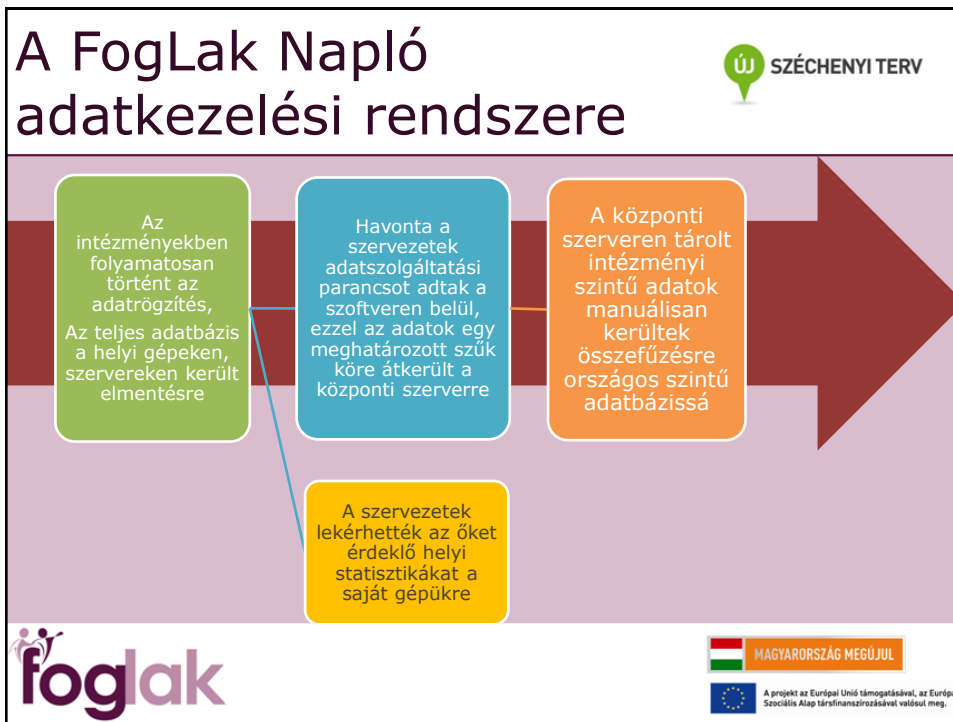 A FogLak Napló
adatkezelési rendszere
ÚJ SZÉCHENYI TERV
Az
intézményekben
folyamatosan
történt az
adatrögzítés,
Az teljes adatbázis
a helyi gépeken,
szervereken került
elmentésre
Havonta a
szervezetek
adatszolgáltatási
parancsot adtak a
szoftveren belül,
ezzel az adatok egy
meghatározott szűk
köre átkerült a
központi szerverre
A központi
szerveren tárolt
intézményi
szintű adatok
manuálisan
kerültek
összefűzésre
országos szintű
adatbázissá
A szervezetek
lekérhették az őket
érdeklő helyi
statisztikákat a
saját gépükre
foglak
MAGYARORSZÁG MEGÚJUL
A projekt az Európai Unió támogatásával, az Európa
Szociális Alap társfinanszírozásával valósul meg.